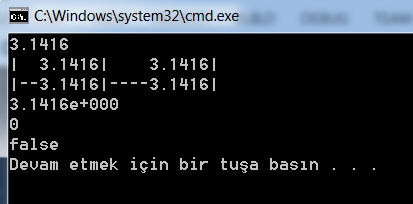 C:\Windows\system32\cmd.exe
3.1416
|  3.1416|    3.1416|
|--3.1416|----3.1416|
3.1416e+000
0
false
Devam etmek için bir tuşa basın . . .